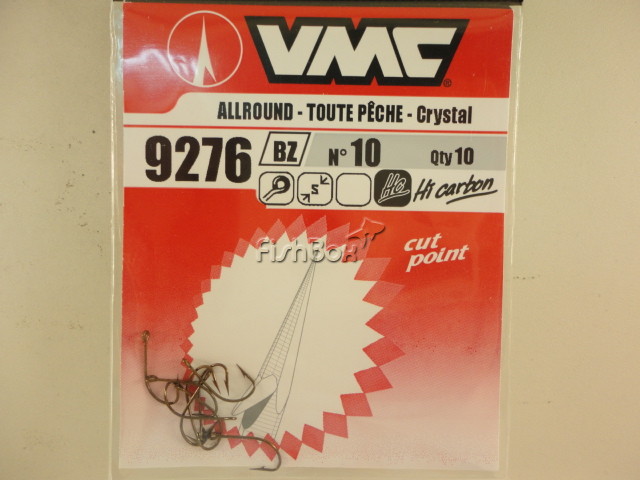 VMC®
ALLROUND - TOUTE PÊCHE - Crystal
9276 BZ N° 10 Qty 10
S HC Hi carbon
FishBox
cut
point